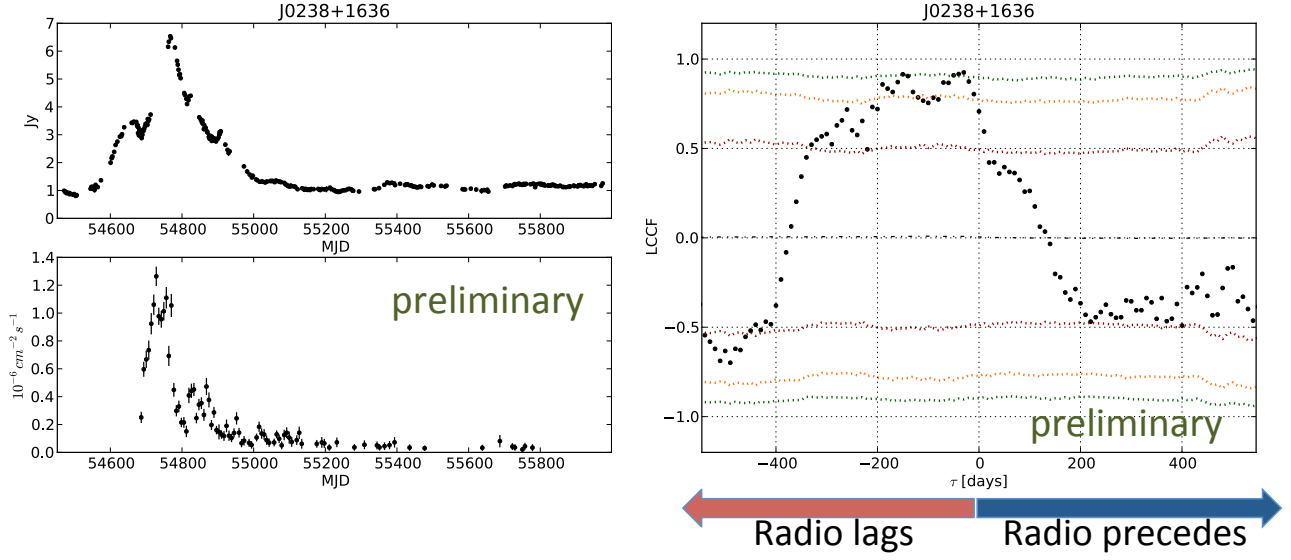 J0238+1636
7
6
5
4
3
2
1
0
Jy
54600 54800 55000 55200 55400 55600 55800
MJD
1.4
1.2
1.0
0.8
0.6
0.4
0.2
0.0
10⁻⁶ cm⁻² s⁻¹
preliminary
54600 54800 55000 55200 55400 55600 55800
MJD
J0238+1636
1.0
0.5
0.0
−0.5
−1.0
LCCF
preliminary
−400 −200 0 200 400
τ [days]
Radio lags Radio precedes